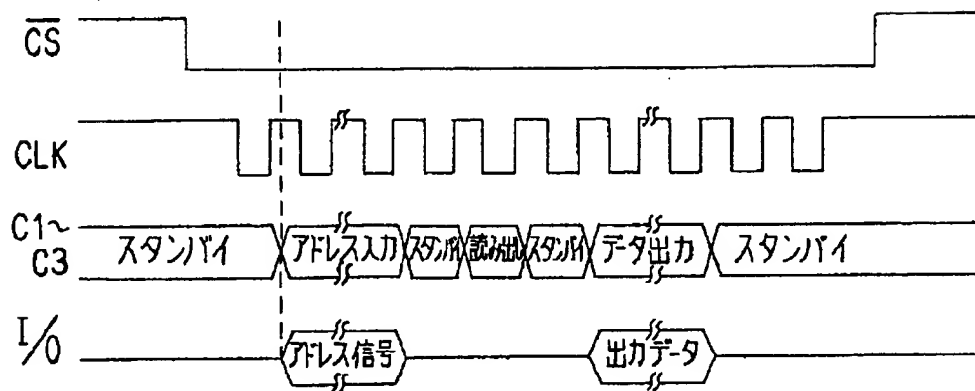 C̅S̅
CLK
C1~
C3
スタンバイ アドレス入力 スタンバイ 読み出し スタンバイ データ出力 スタンバイ
I/O
アドレス信号 出力データ